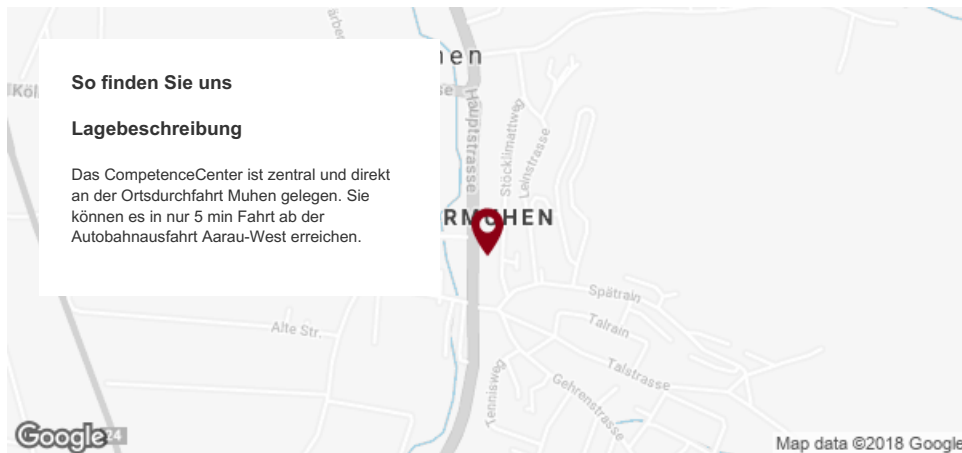 So finden Sie uns
Lagebeschreibung
Das CompetenceCenter ist zentral und direkt
an der Ortsdurchfahrt Muhen gelegen. Sie
können es in nur 5 min Fahrt ab der
Autobahnausfahrt Aarau-West erreichen.
Hauptstrasse
Stöcklimattweg
Leinstrasse
Spätrain
Talrain
Talstrasse
Alte Str.
Tennisweg
Gehrenstrasse
Google
24
Map data ©2018 Google